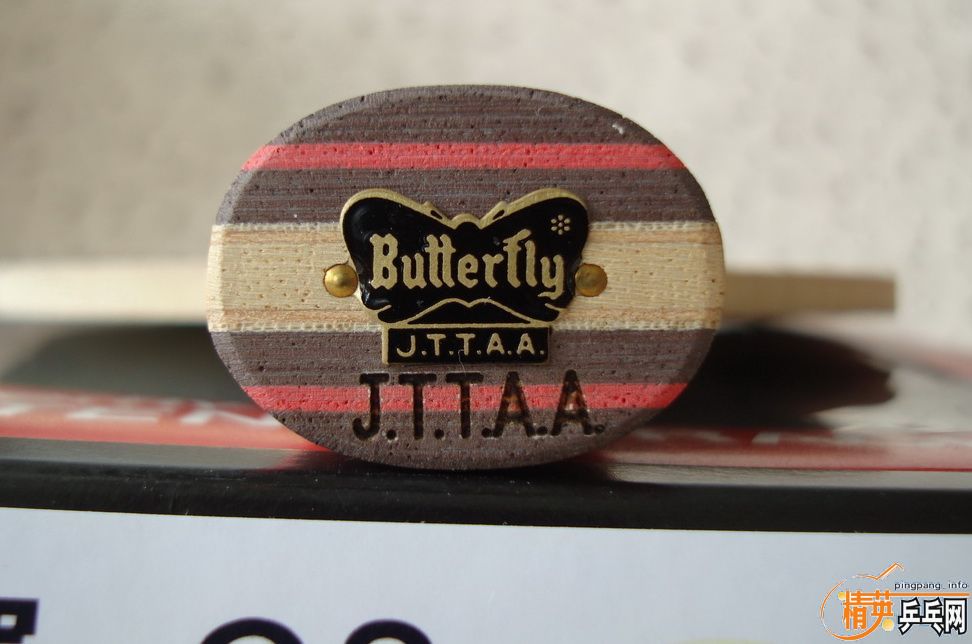 Butterfly
J.T.T.A.A.
J.T.T.A.A.
pingpang.info
精英乒乓网